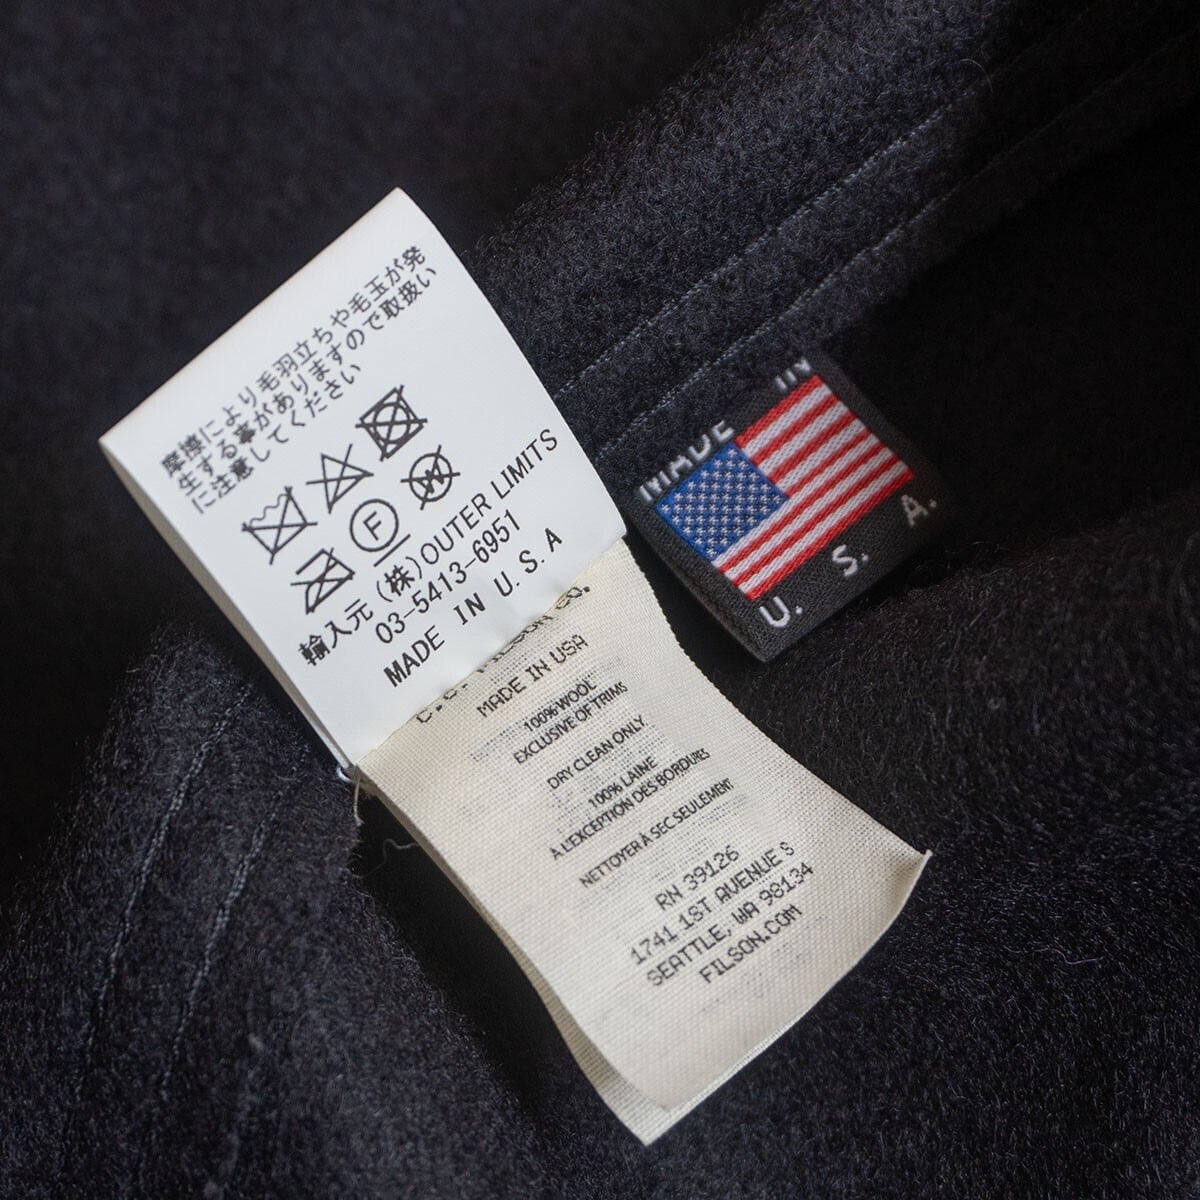 摩擦により毛羽立ちや毛玉が発
生する事がありますので取扱い
に注意してください
F
W
輸入元 (株)OUTER LIMITS
03-5413-6951
MADE IN U.S.A
C.C. FILSON CO.
MADE IN USA
100% WOOL
EXCLUSIVE OF TRIMS
DRY CLEAN ONLY
100% LAINE
A L'EXCEPTION DES BORDURES
NETTOYER À SEC SEULEMENT
RN 39126
1741 1ST AVENUE S
SEATTLE, WA 98134
FILSON.COM
MADE IN
U. S. A.